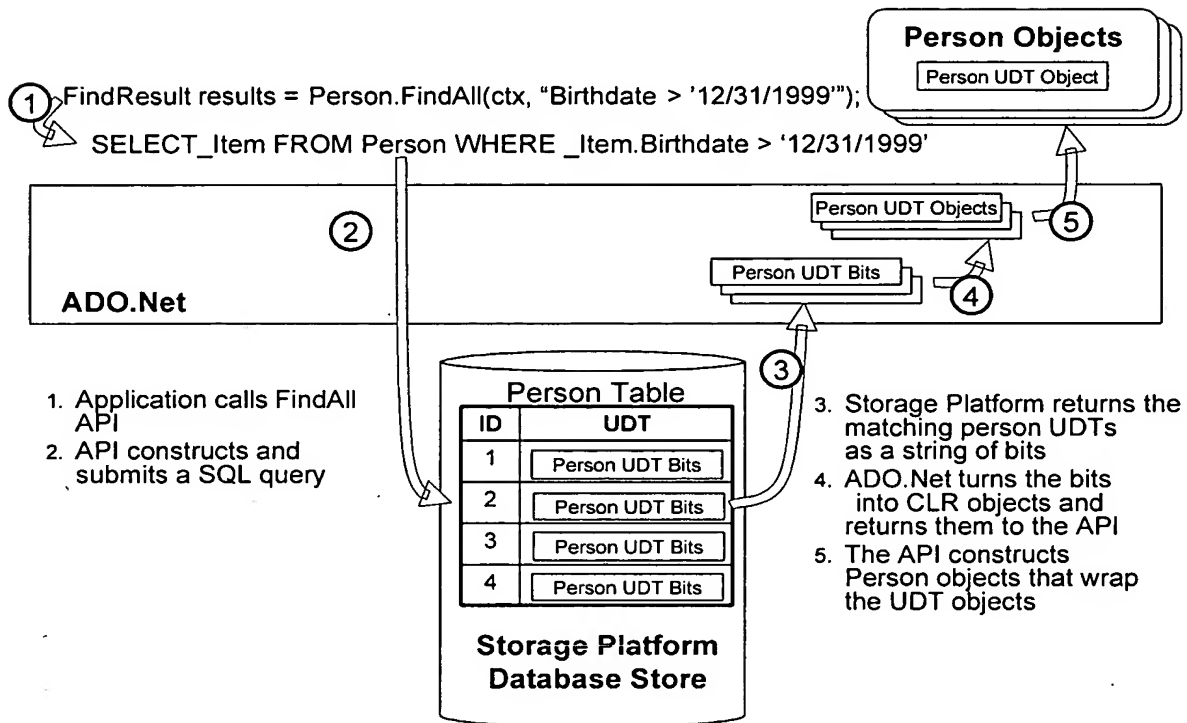 Person Objects
Person UDT Object
1 FindResult results = Person.FindAll(ctx, “Birthdate > '12/31/1999'”);
SELECT_Item FROM Person WHERE _Item.Birthdate > ‘12/31/1999’
2
Person UDT Objects
5
Person UDT Bits
4
ADO.Net
3
1. Application calls FindAll
API
2. API constructs and
submits a SQL query
Person Table
ID UDT
1 Person UDT Bits
2 Person UDT Bits
3 Person UDT Bits
4 Person UDT Bits
Storage Platform
Database Store
3. Storage Platform returns the
matching person UDTs
as a string of bits
4. ADO.Net turns the bits
into CLR objects and
returns them to the API
5. The API constructs
Person objects that wrap
the UDT objects